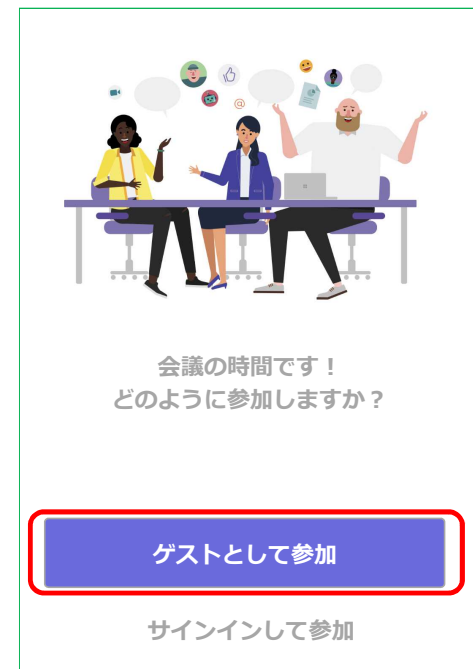 会議の時間です！
どのように参加しますか？
ゲストとして参加
サインインして参加